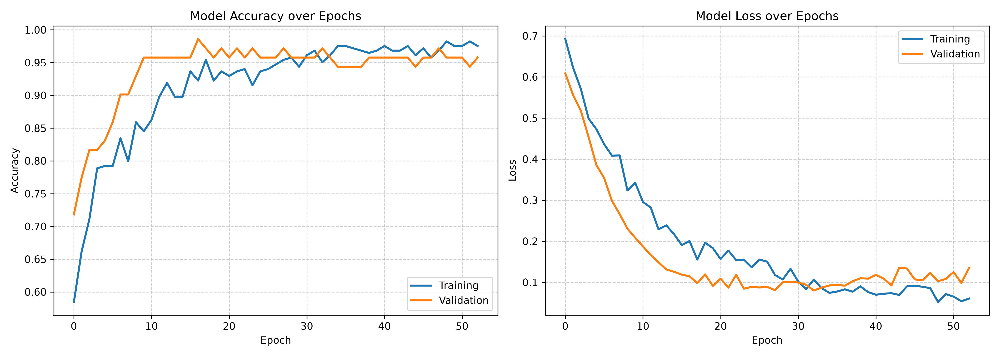 Model Accuracy over Epochs
1.00
0.95
0.90
0.85
0.80
0.75
0.70
0.65
0.60
Accuracy
0 10 20 30 40 50
Epoch
Training
Validation
Model Loss over Epochs
0.7
0.6
0.5
0.4
0.3
0.2
0.1
Loss
0 10 20 30 40 50
Epoch
Training
Validation